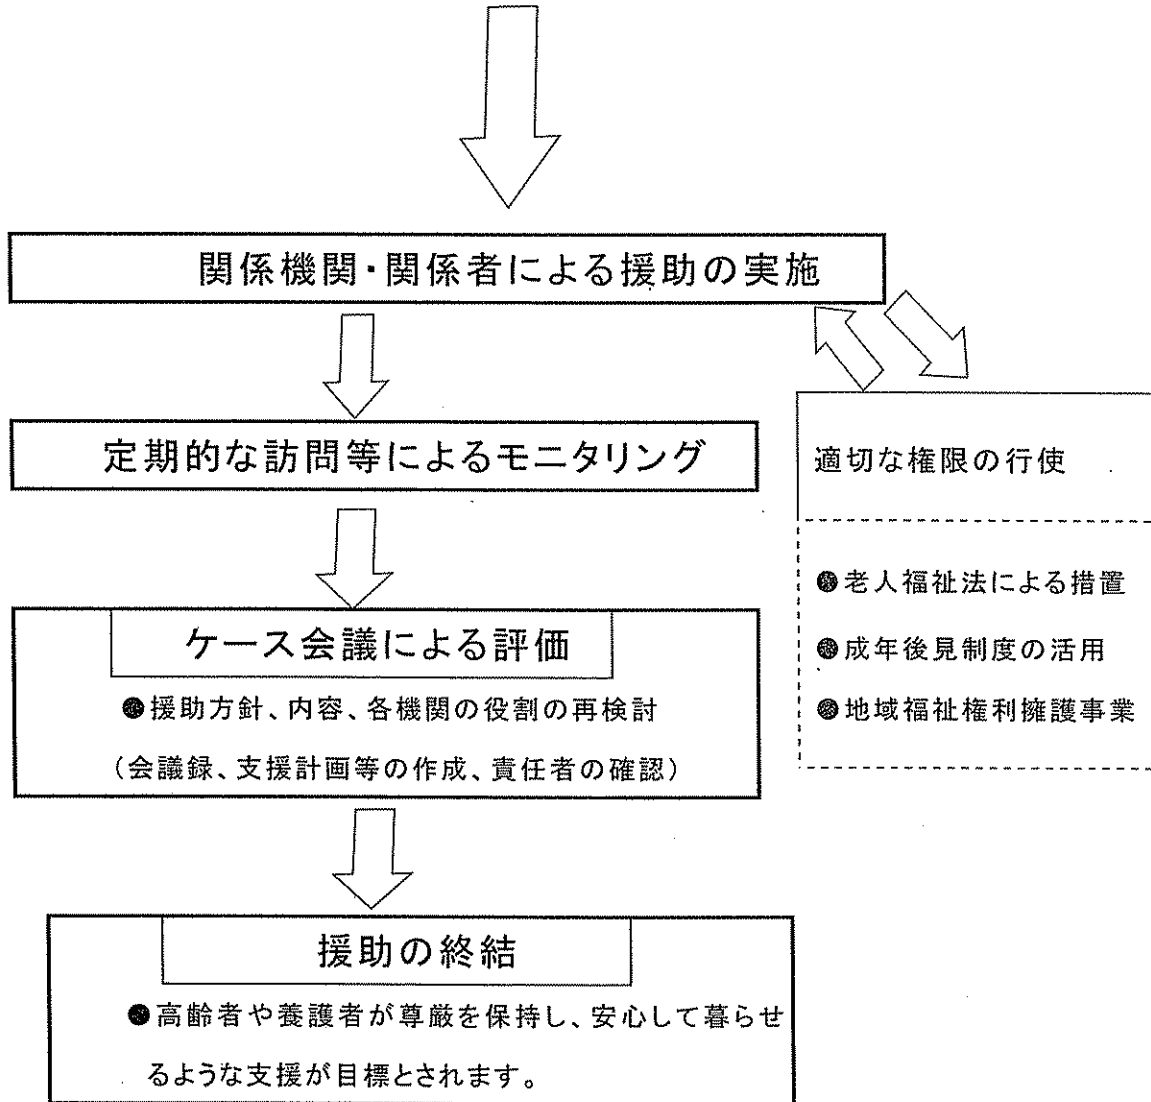 関係機関・関係者による援助の実施
定期的な訪問等によるモニタリング
適切な権限の行使
●老人福祉法による措置
●成年後見制度の活用
●地域福祉権利擁護事業
ケース会議による評価
●援助方針、内容、各機関の役割の再検討
（会議録、支援計画等の作成、責任者の確認）
援助の終結
●高齢者や養護者が尊厳を保持し、安心して暮らせ
るような支援が目標とされます。